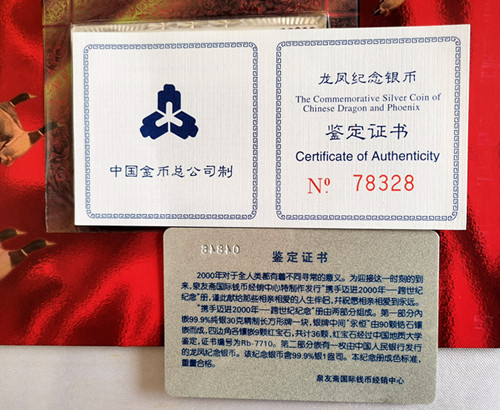 中国金币总公司制
龙凤纪念银币
The Commemorative Silver Coin of
Chinese Dragon and Phoenix
鉴定证书
Certificate of Authenticity
Nº. 78328
鉴定证书
2000年对于全人类都有着不同寻常的意义。为迎接这一时刻的到
来,泉友斋国际钱币经销中心特制作发行"携手迈进2000年—跨世纪
纪念"册,谨此献给那些相亲相爱的人生伴侣,并祝愿相亲相爱到永远。
"携手迈进2000年—跨世纪纪念"册由两部分组成。第一部分内
嵌99.9%纯银30克精制长方形牌一块,银牌中间"永恒"由90颗锆石镶
嵌而成,四边角各镶嵌9颗红宝石,共计36颗,红宝石经过中国地质大学
鉴定,证书编号为Rb-7710。第二部分嵌有一枚由中国人民银行发行
的龙凤纪念银币。该纪念银币含99.9%银1盎司。本纪念册成色标准,
重量合格。
泉友斋国际钱币经销中心